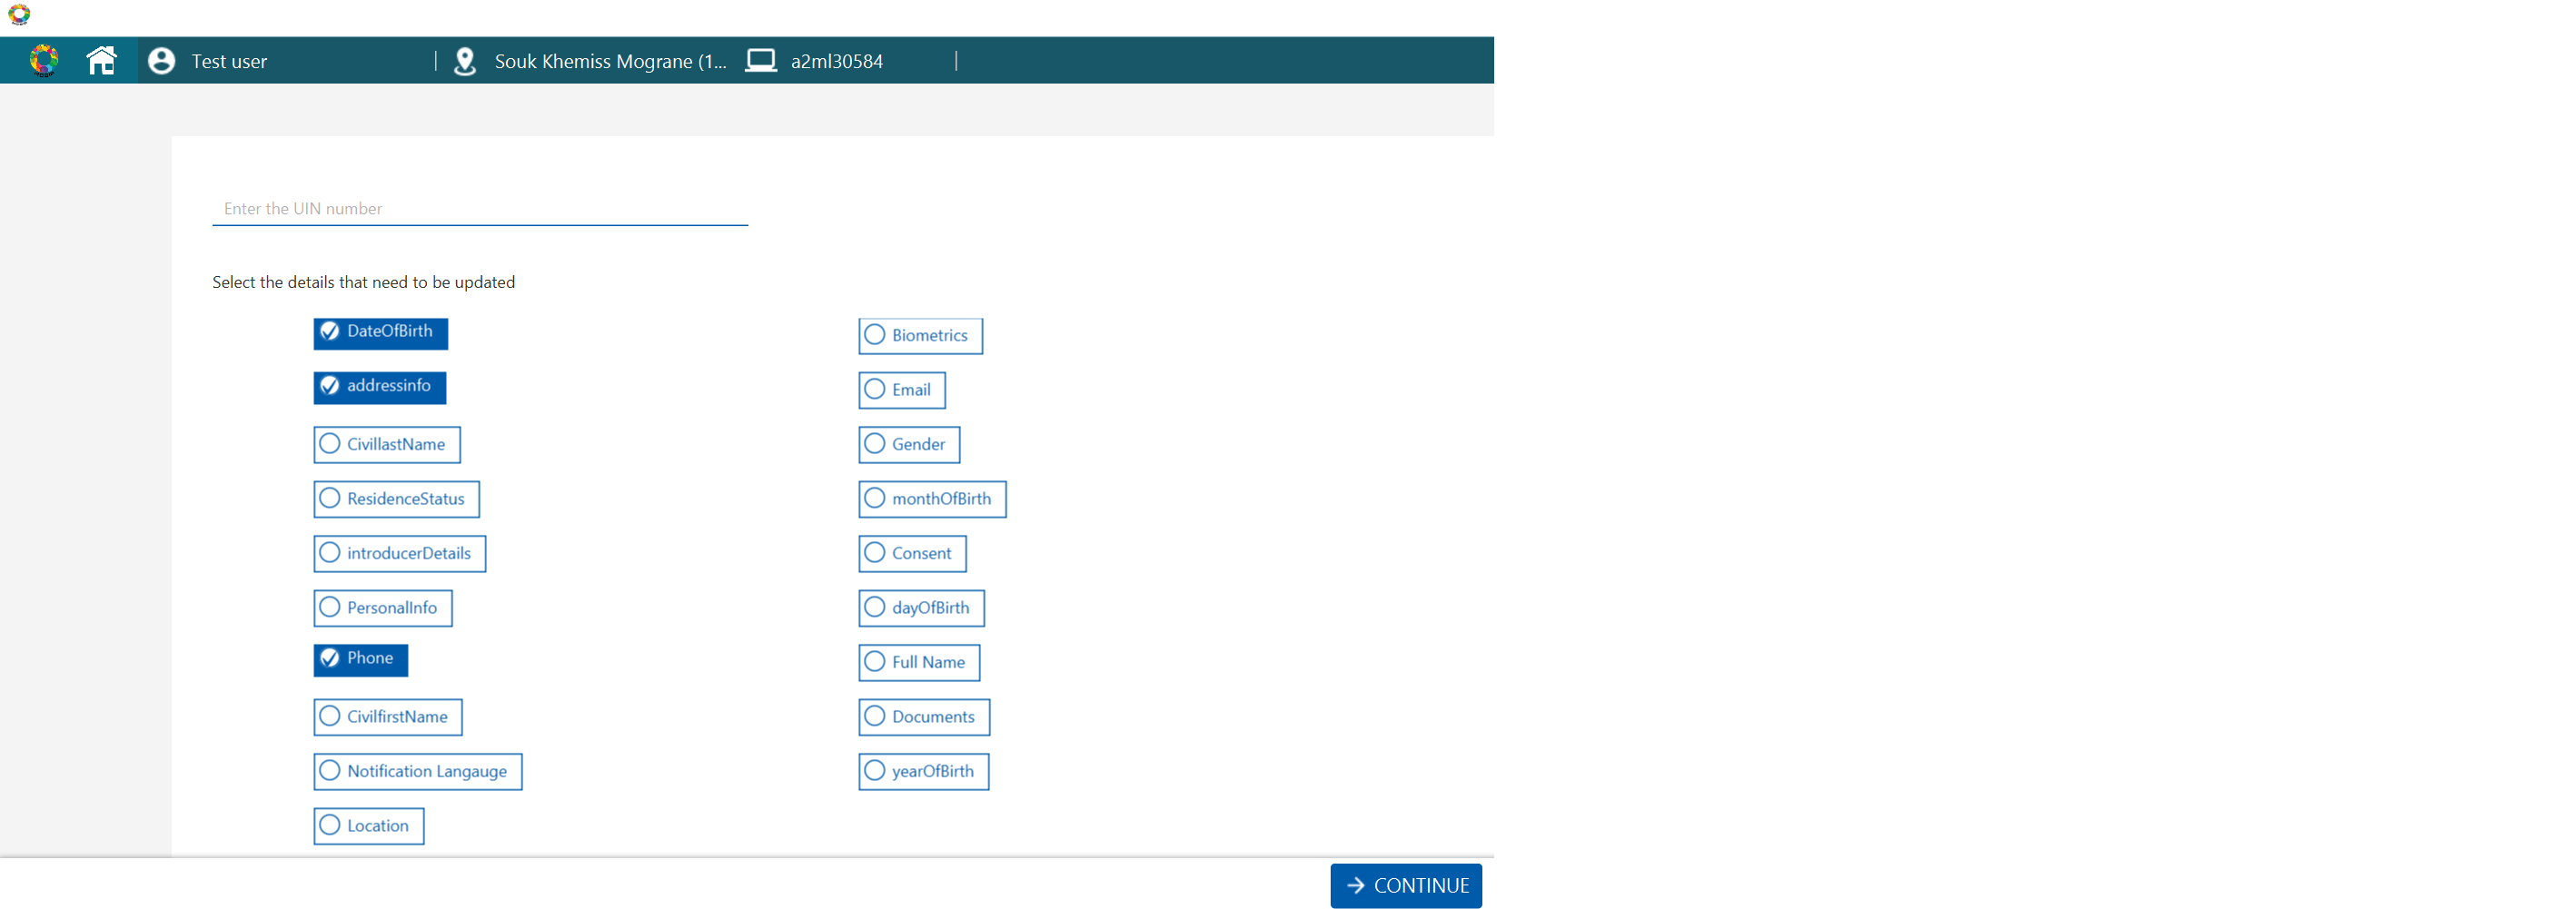 Test user | Souk Khemiss Mograne (1... a2ml30584 |
Enter the UIN number
Select the details that need to be updated
DateOfBirth
addressinfo
CivillastName
ResidenceStatus
introducerDetails
PersonalInfo
Phone
CivilfirstName
Notification Langauge
Location
Biometrics
Email
Gender
monthOfBirth
Consent
dayOfBirth
Full Name
Documents
yearOfBirth
CONTINUE